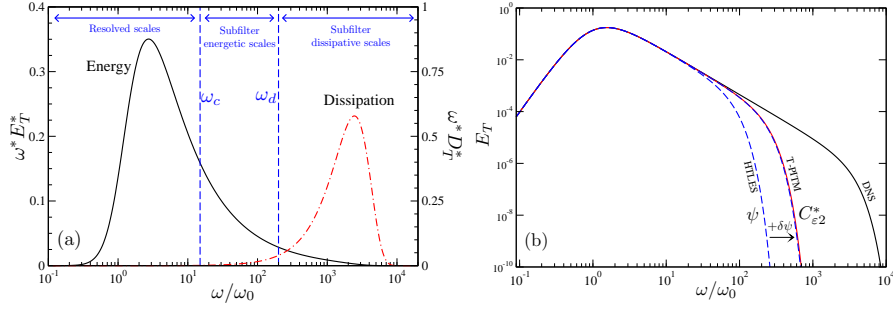 Resolved scales
Subfilter energetic scales
Subfilter dissipative scales
0.4
0.3
0.2
0.1
0
1
0.75
0.5
0.25
0
Energy
Dissipation
ω_c
ω_d
ω*E*_T
ω*D*_T
(a)
10^-1
10^0
10^1
10^2
10^3
10^4
ω/ω_0
10^0
10^-2
10^-4
10^-6
10^-8
10^-10
E_T
HTLES
T-PITM
DNS
ψ
+δψ
C*_ε2
(b)
10^-1
10^0
10^1
10^2
10^3
10^4
ω/ω_0